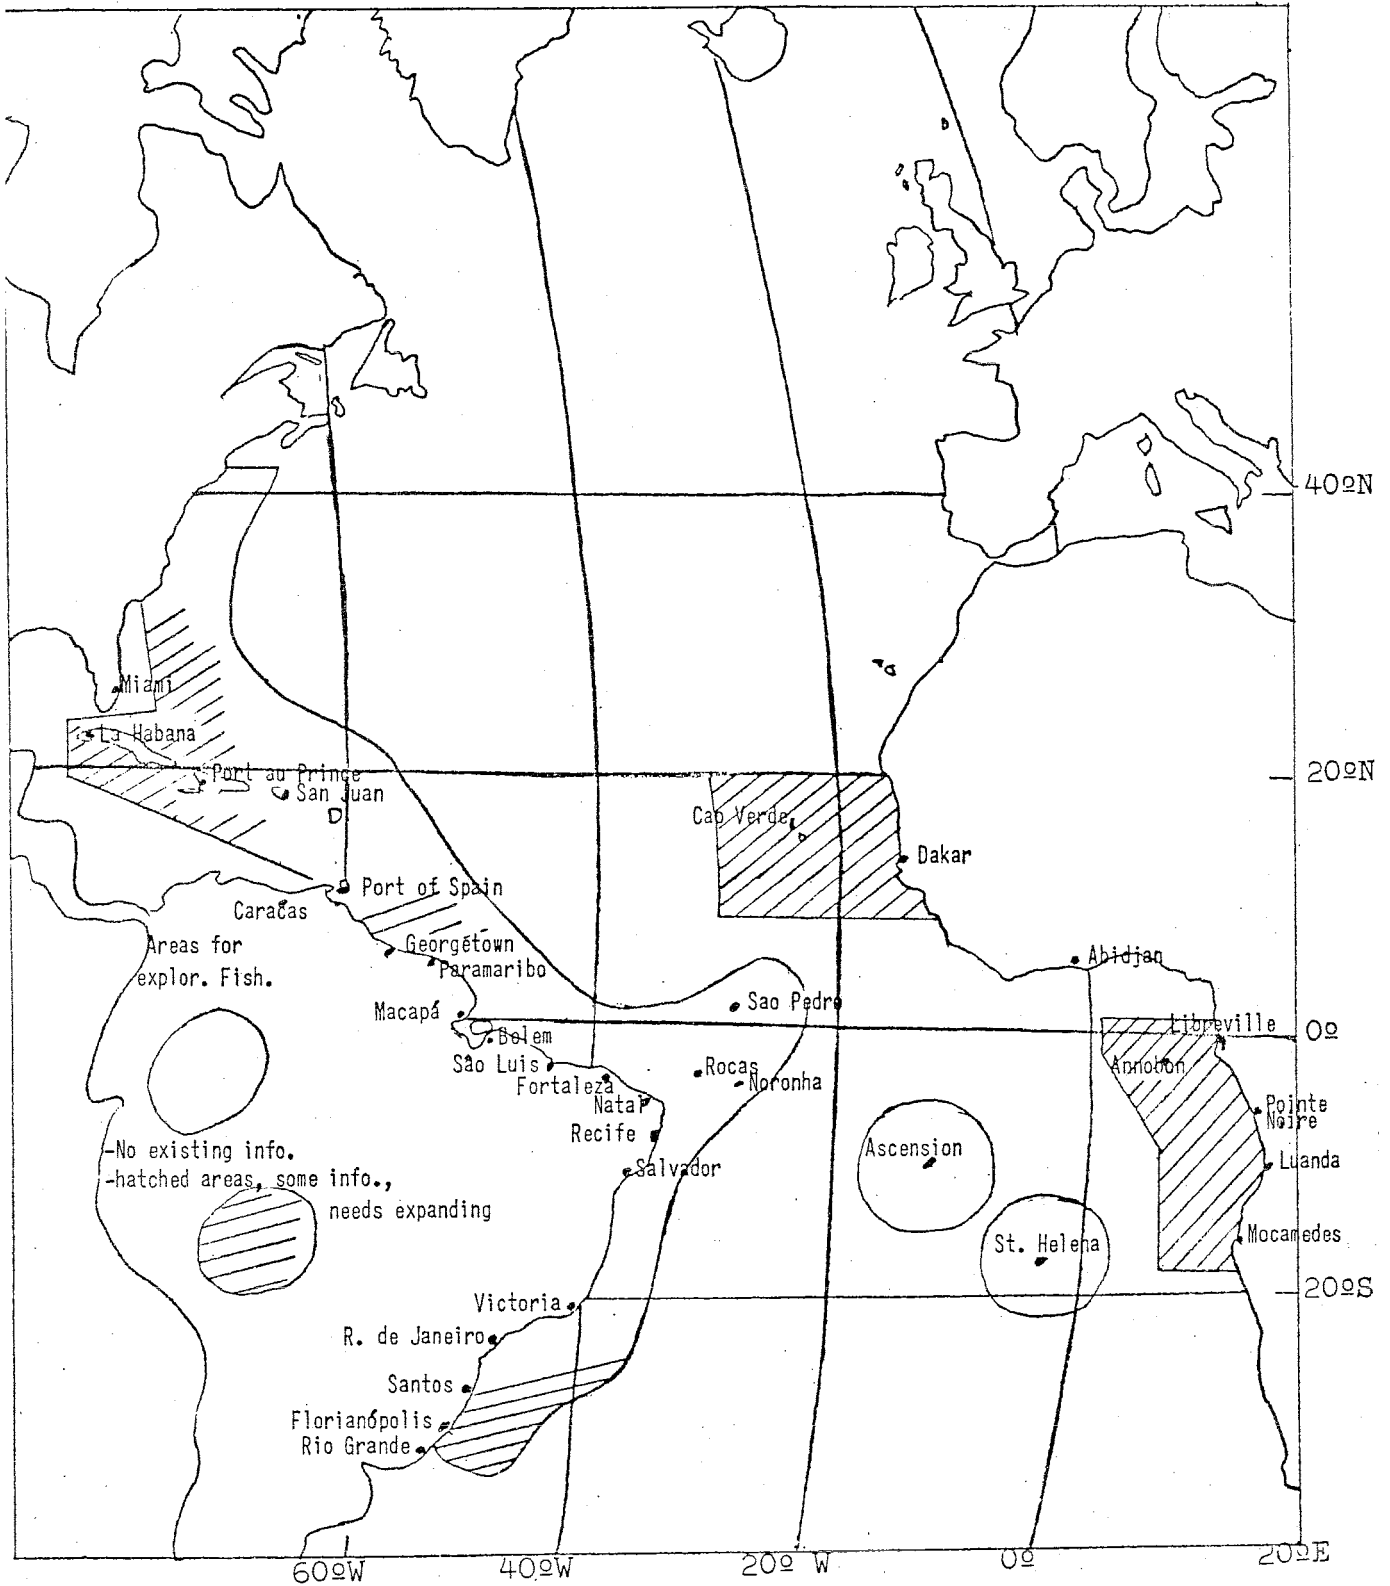 40ºN
Miami
La Habana
Port au Prince
20ºN
San Juan
Cap Verde
Dakar
Port of Spain
Caracas
Areas for
explor. Fish.
Georgetown
Abidjan
Paramaribo
Macapá
Sao Pedro
Libreville
0º
Belem
São Luis
Rocas
Annobon
Fortaleza
Noronha
Natal
Pointe
Noire
Recife
-No existing info.
Ascension
Luanda
Salvador
-hatched areas, some info.,
needs expanding
St. Helena
Mocamedes
20ºS
Victoria
R. de Janeiro
Santos
Florianópolis
Rio Grande
60ºW
40ºW
20º W
0º
20ºE